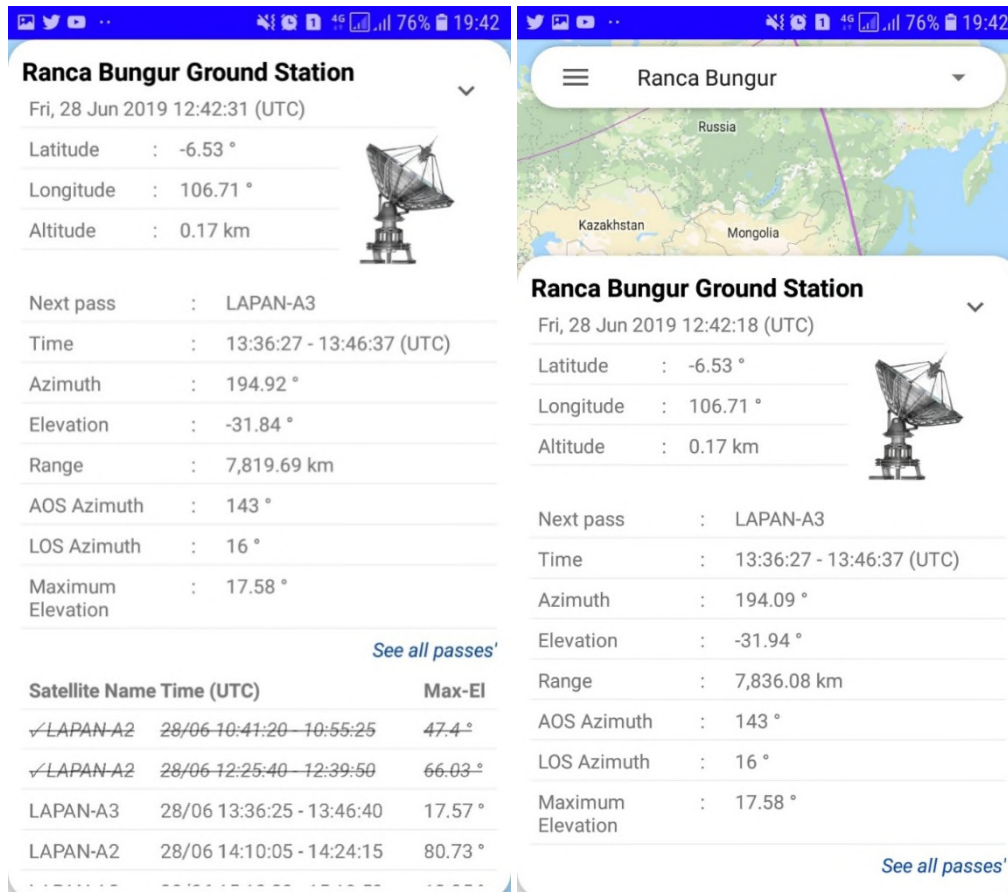 76% 19:42
Ranca Bungur Ground Station
Fri, 28 Jun 2019 12:42:31 (UTC)
Latitude : -6.53 °
Longitude : 106.71 °
Altitude : 0.17 km
Next pass : LAPAN-A3
Time : 13:36:27 - 13:46:37 (UTC)
Azimuth : 194.92 °
Elevation : -31.84 °
Range : 7,819.69 km
AOS Azimuth : 143 °
LOS Azimuth : 16 °
Maximum Elevation : 17.58 °
See all passes'
Satellite Name Time (UTC) Max-El
✓LAPAN-A2 28/06 10:41:20 - 10:55:25 47.4 °
✓LAPAN-A2 28/06 12:25:40 - 12:39:50 66.03 °
LAPAN-A3 28/06 13:36:25 - 13:46:40 17.57 °
LAPAN-A2 28/06 14:10:05 - 14:24:15 80.73 °
4G 76% 19:42
Ranca Bungur
Russia
Kazakhstan
Mongolia
Ranca Bungur Ground Station
Fri, 28 Jun 2019 12:42:18 (UTC)
Latitude : -6.53 °
Longitude : 106.71 °
Altitude : 0.17 km
Next pass : LAPAN-A3
Time : 13:36:27 - 13:46:37 (UTC)
Azimuth : 194.09 °
Elevation : -31.94 °
Range : 7,836.08 km
AOS Azimuth : 143 °
LOS Azimuth : 16 °
Maximum Elevation : 17.58 °
See all passes'